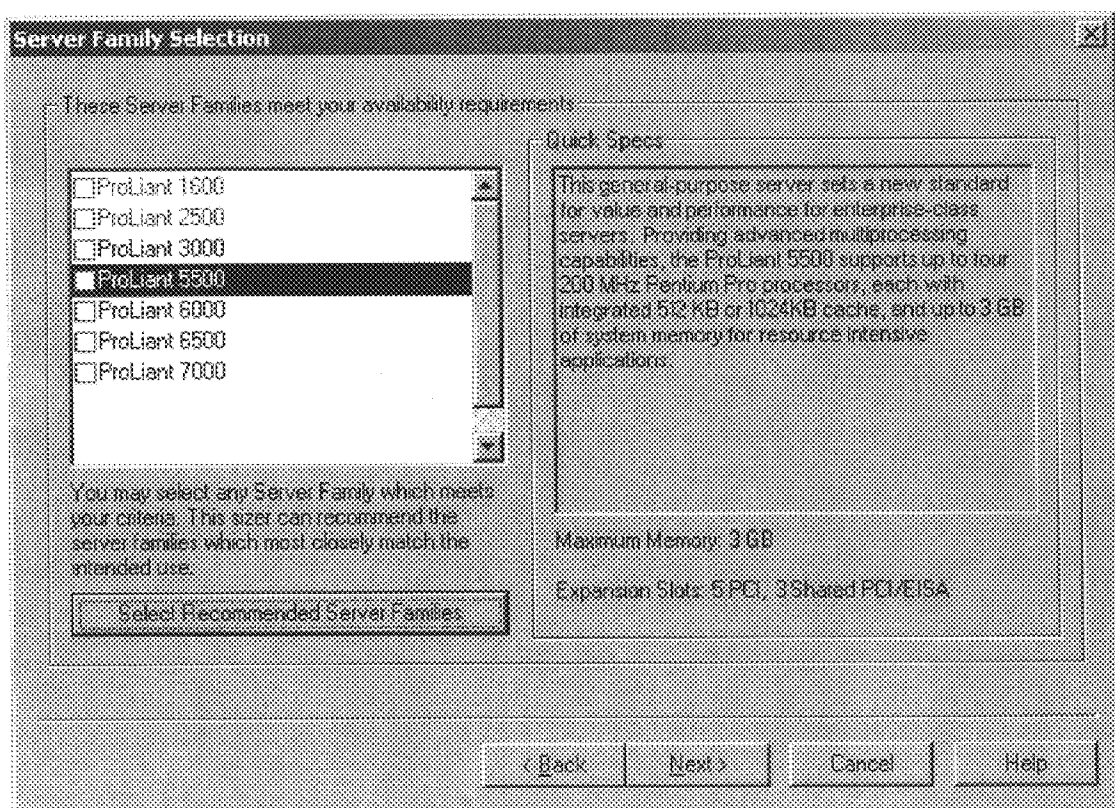 Server Family Selection
These Server Families meet your availability requirements
ProLiant 1600
ProLiant 2500
ProLiant 3000
ProLiant 5500
ProLiant 6000
ProLiant 6500
ProLiant 7000
You may select any Server Family which meets
your criteria. This sizer can recommend the
server families which most closely match the
intended use.
Select Recommended Server Families
Quick Specs
This general-purpose server sets a new standard
for value and performance for enterprise-class
servers. Providing advanced multiprocessing
capabilities, the ProLiant 5500 supports up to four
200 MHz Pentium Pro processors, each with
integrated 512 KB or 1024KB cache, and up to 3 GB
of system memory for resource intensive
applications.
Maximum Memory: 3 GB
Expansion Slots: 5 PCI, 3 Shared PCI/EISA
< Back
Next >
Cancel
Help